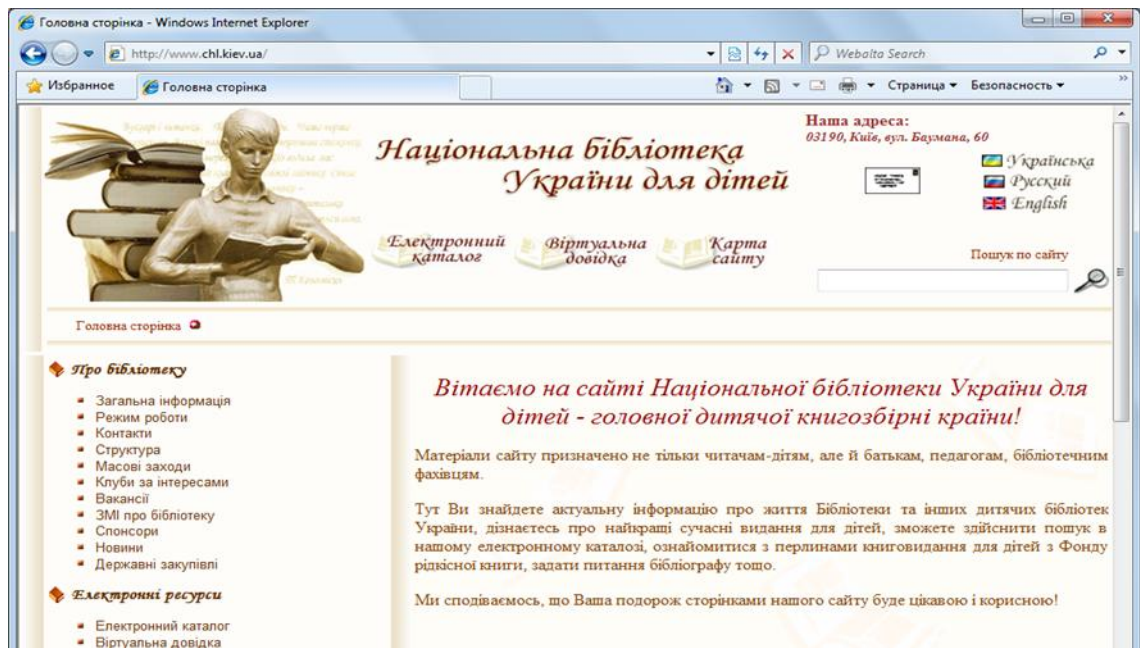 Головна сторінка - Windows Internet Explorer
http://www.chl.kiev.ua/
Webalta Search
Избранное
Головна сторінка
Страница
Безопасность
Національна бібліотека
України для дітей
Наша адреса:
03190, Київ, вул. Баумана, 60
Українська
Русский
English
Електронний каталог
Віртуальна довідка
Карта сайту
Пошук по сайту
Головна сторінка
Про бібліотеку
Загальна інформація
Режим роботи
Контакти
Структура
Масові заходи
Клуби за інтересами
Вакансії
ЗМІ про бібліотеку
Спонсори
Новини
Державні закупівлі
Електронні ресурси
Електронний каталог
Віртуальна довідка
Вітаємо на сайті Національної бібліотеки України для
дітей - головної дитячої книгозбірні країни!
Матеріали сайту призначено не тільки читачам-дітям, але й батькам, педагогам, бібліотечним
фахівцям.
Тут Ви знайдете актуальну інформацію про життя Бібліотеки та інших дитячих бібліотек
України, дізнаєтесь про найкращі сучасні видання для дітей, зможете здійснити пошук в
нашому електронному каталозі, ознайомитися з перлинами книговидання для дітей з Фонду
рідкісної книги, задати питання бібліографу тощо.
Ми сподіваємось, що Ваша подорож сторінками нашого сайту буде цікавою і корисною!